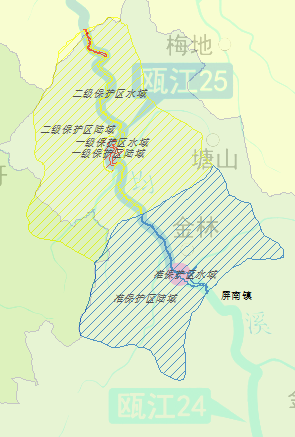 梅地
瓯江25
二级保护区水域
二级保护区陆域
一级保护区水域
一级保护区陆域
塘山
金林
准保护区水域
屏南镇
准保护区陆域
溪
瓯江24